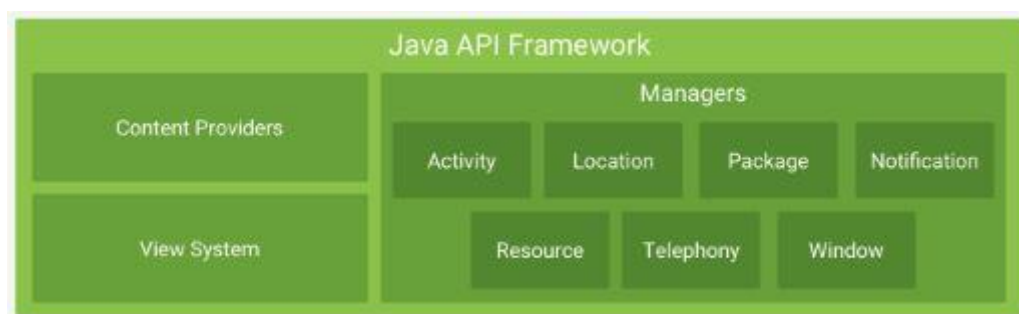 Java API Framework
Content Providers
View System
Managers
Activity
Location
Package
Notification
Resource
Telephony
Window